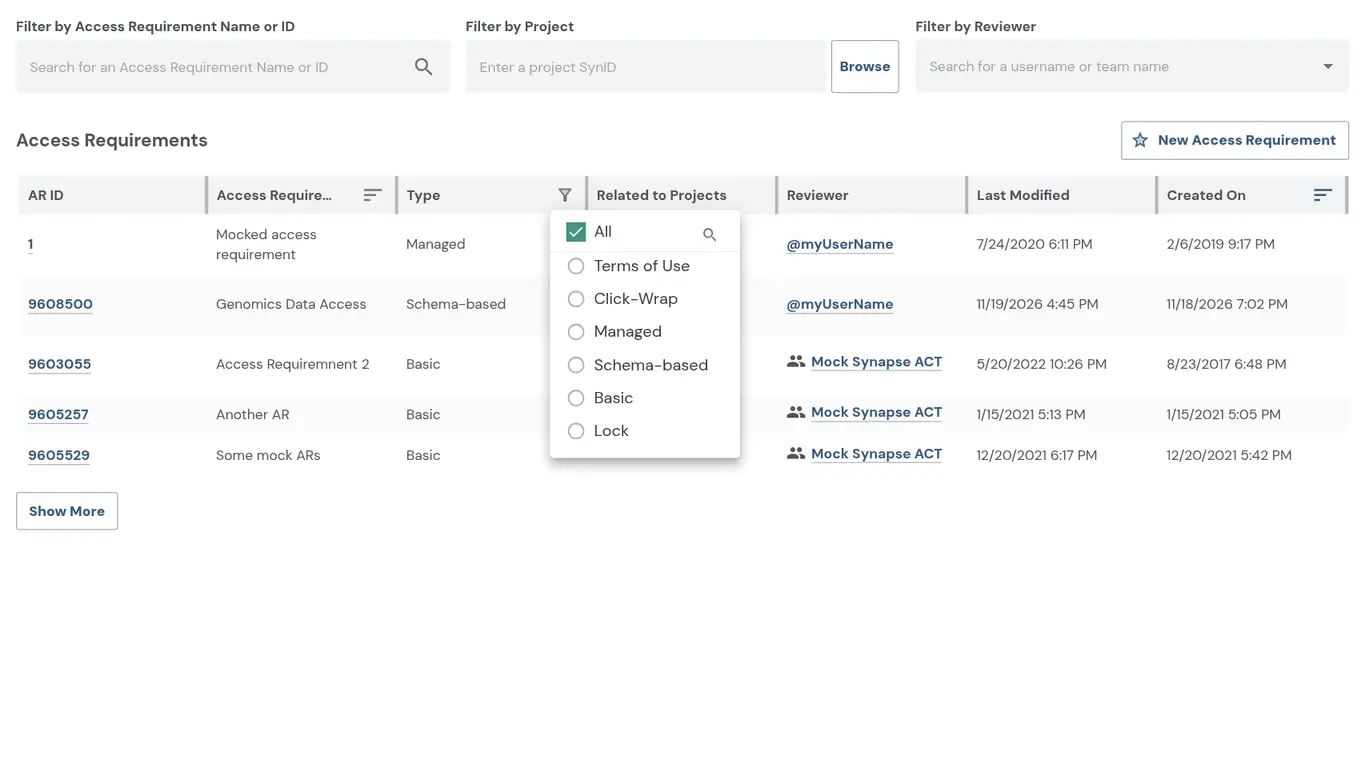 Filter by Access Requirement Name or ID
Filter by Project
Filter by Reviewer
Search for an Access Requirement Name or ID
Enter a project SynID
Browse
Search for a username or team name
Access Requirements
New Access Requirement
AR ID
Access Require...
Type
Related to Projects
Reviewer
Last Modified
Created On
1
Mocked access
requirement
Managed
@myUserName
7/24/2020 6:11 PM
2/6/2019 9:17 PM
9608500
Genomics Data Access
Schema-based
@myUserName
11/19/2026 4:45 PM
11/18/2026 7:02 PM
9603055
Access Requiremnent 2
Basic
Mock Synapse ACT
5/20/2022 10:26 PM
8/23/2017 6:48 PM
9605257
Another AR
Basic
Mock Synapse ACT
1/15/2021 5:13 PM
1/15/2021 5:05 PM
9605529
Some mock ARs
Basic
Mock Synapse ACT
12/20/2021 6:17 PM
12/20/2021 5:42 PM
All
Terms of Use
Click-Wrap
Managed
Schema-based
Basic
Lock
Show More